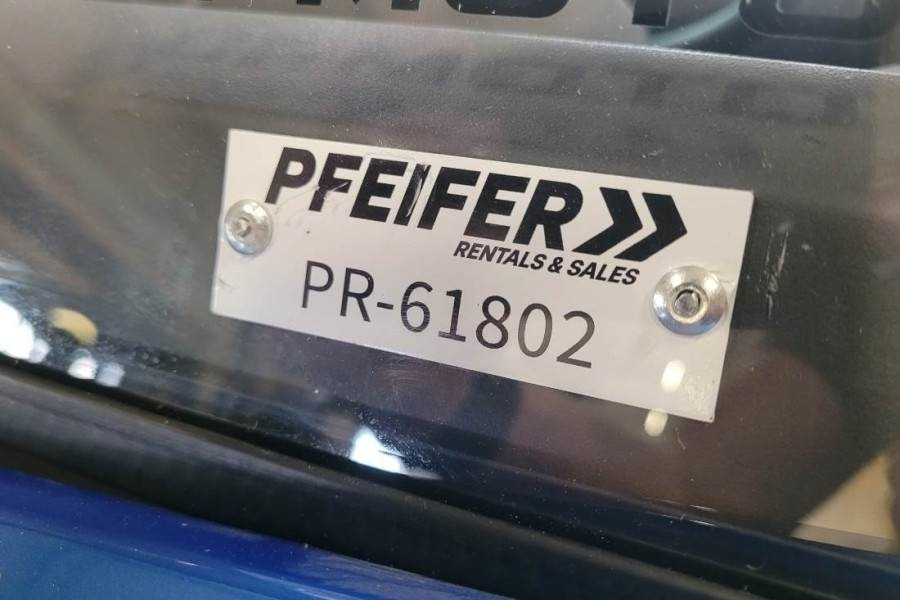 PFEIFER
RENTALS & SALES
PR-61802